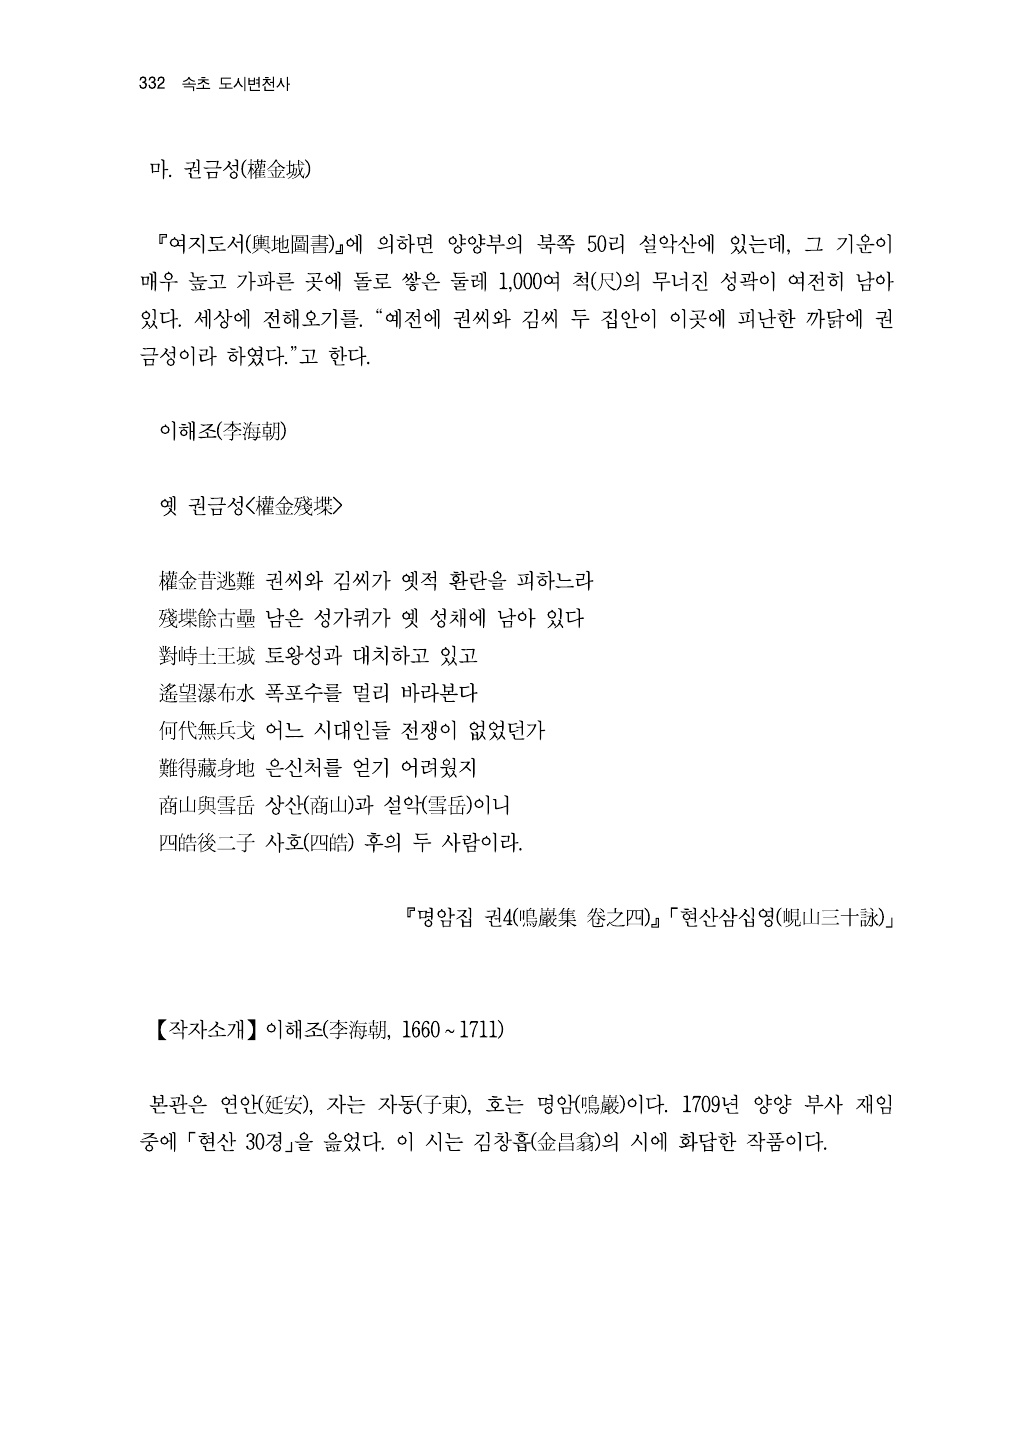 332 속초 도시변천사
마. 권금성(權金城)
『여지도서(輿地圖書)』에 의하면 양양부의 북쪽 50리 설악산에 있는데, 그 기운이
매우 높고 가파른 곳에 돌로 쌓은 둘레 1,000여 척(尺)의 무너진 성곽이 여전히 남아
있다. 세상에 전해오기를. “예전에 권씨와 김씨 두 집안이 이곳에 피난한 까닭에 권
금성이라 하였다.”고 한다.
이해조(李海朝)
옛 권금성<權金殘堞>
權金昔逃難 권씨와 김씨가 옛적 환란을 피하느라
殘堞餘古壘 남은 성가퀴가 옛 성채에 남아 있다
對峙土王城 토왕성과 대치하고 있고
遙望瀑布水 폭포수를 멀리 바라본다
何代無兵戈 어느 시대인들 전쟁이 없었던가
難得藏身地 은신처를 얻기 어려웠지
商山與雪岳 상산(商山)과 설악(雪岳)이니
四皓後二子 사호(四皓) 후의 두 사람이라.
『명암집 권4(鳴巖集 卷之四)』「현산삼십영(峴山三十詠)」
【작자소개】이해조(李海朝, 1660 ~ 1711)
본관은 연안(延安), 자는 자동(子東), 호는 명암(鳴巖)이다. 1709년 양양 부사 재임
중에 「현산 30경」을 읊었다. 이 시는 김창흡(金昌翕)의 시에 화답한 작품이다.